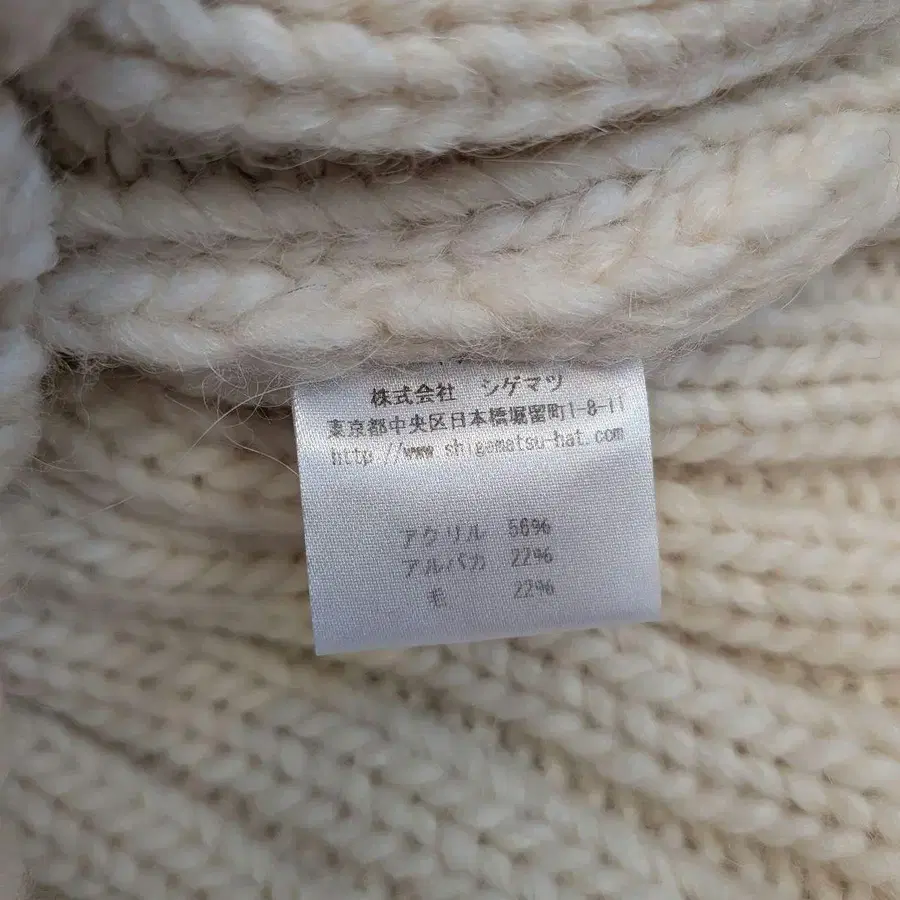 株式会社 シゲマツ
東京都中央区日本橋堀留町1-8-11
http://www.shigematsu-hat.com
アクリル 56%
アルパカ 22%
毛 22%